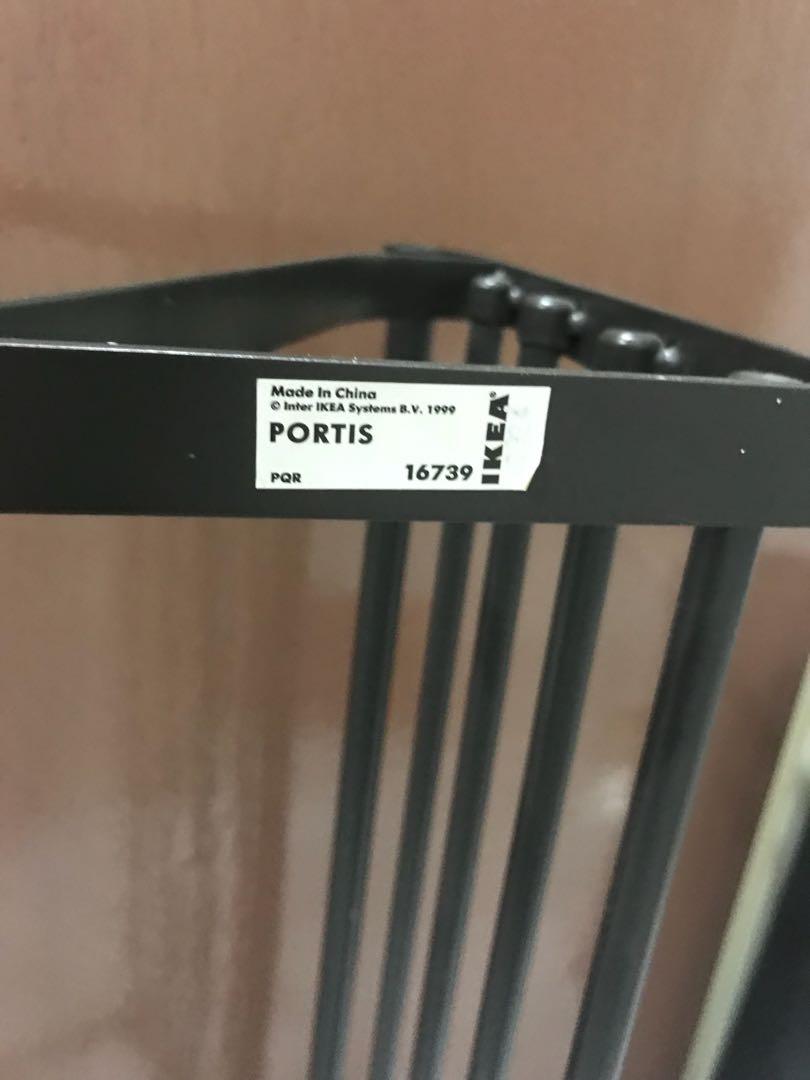 Made In China
© Inter IKEA Systems B.V. 1999
PORTIS
PQR
16739
IKEA®